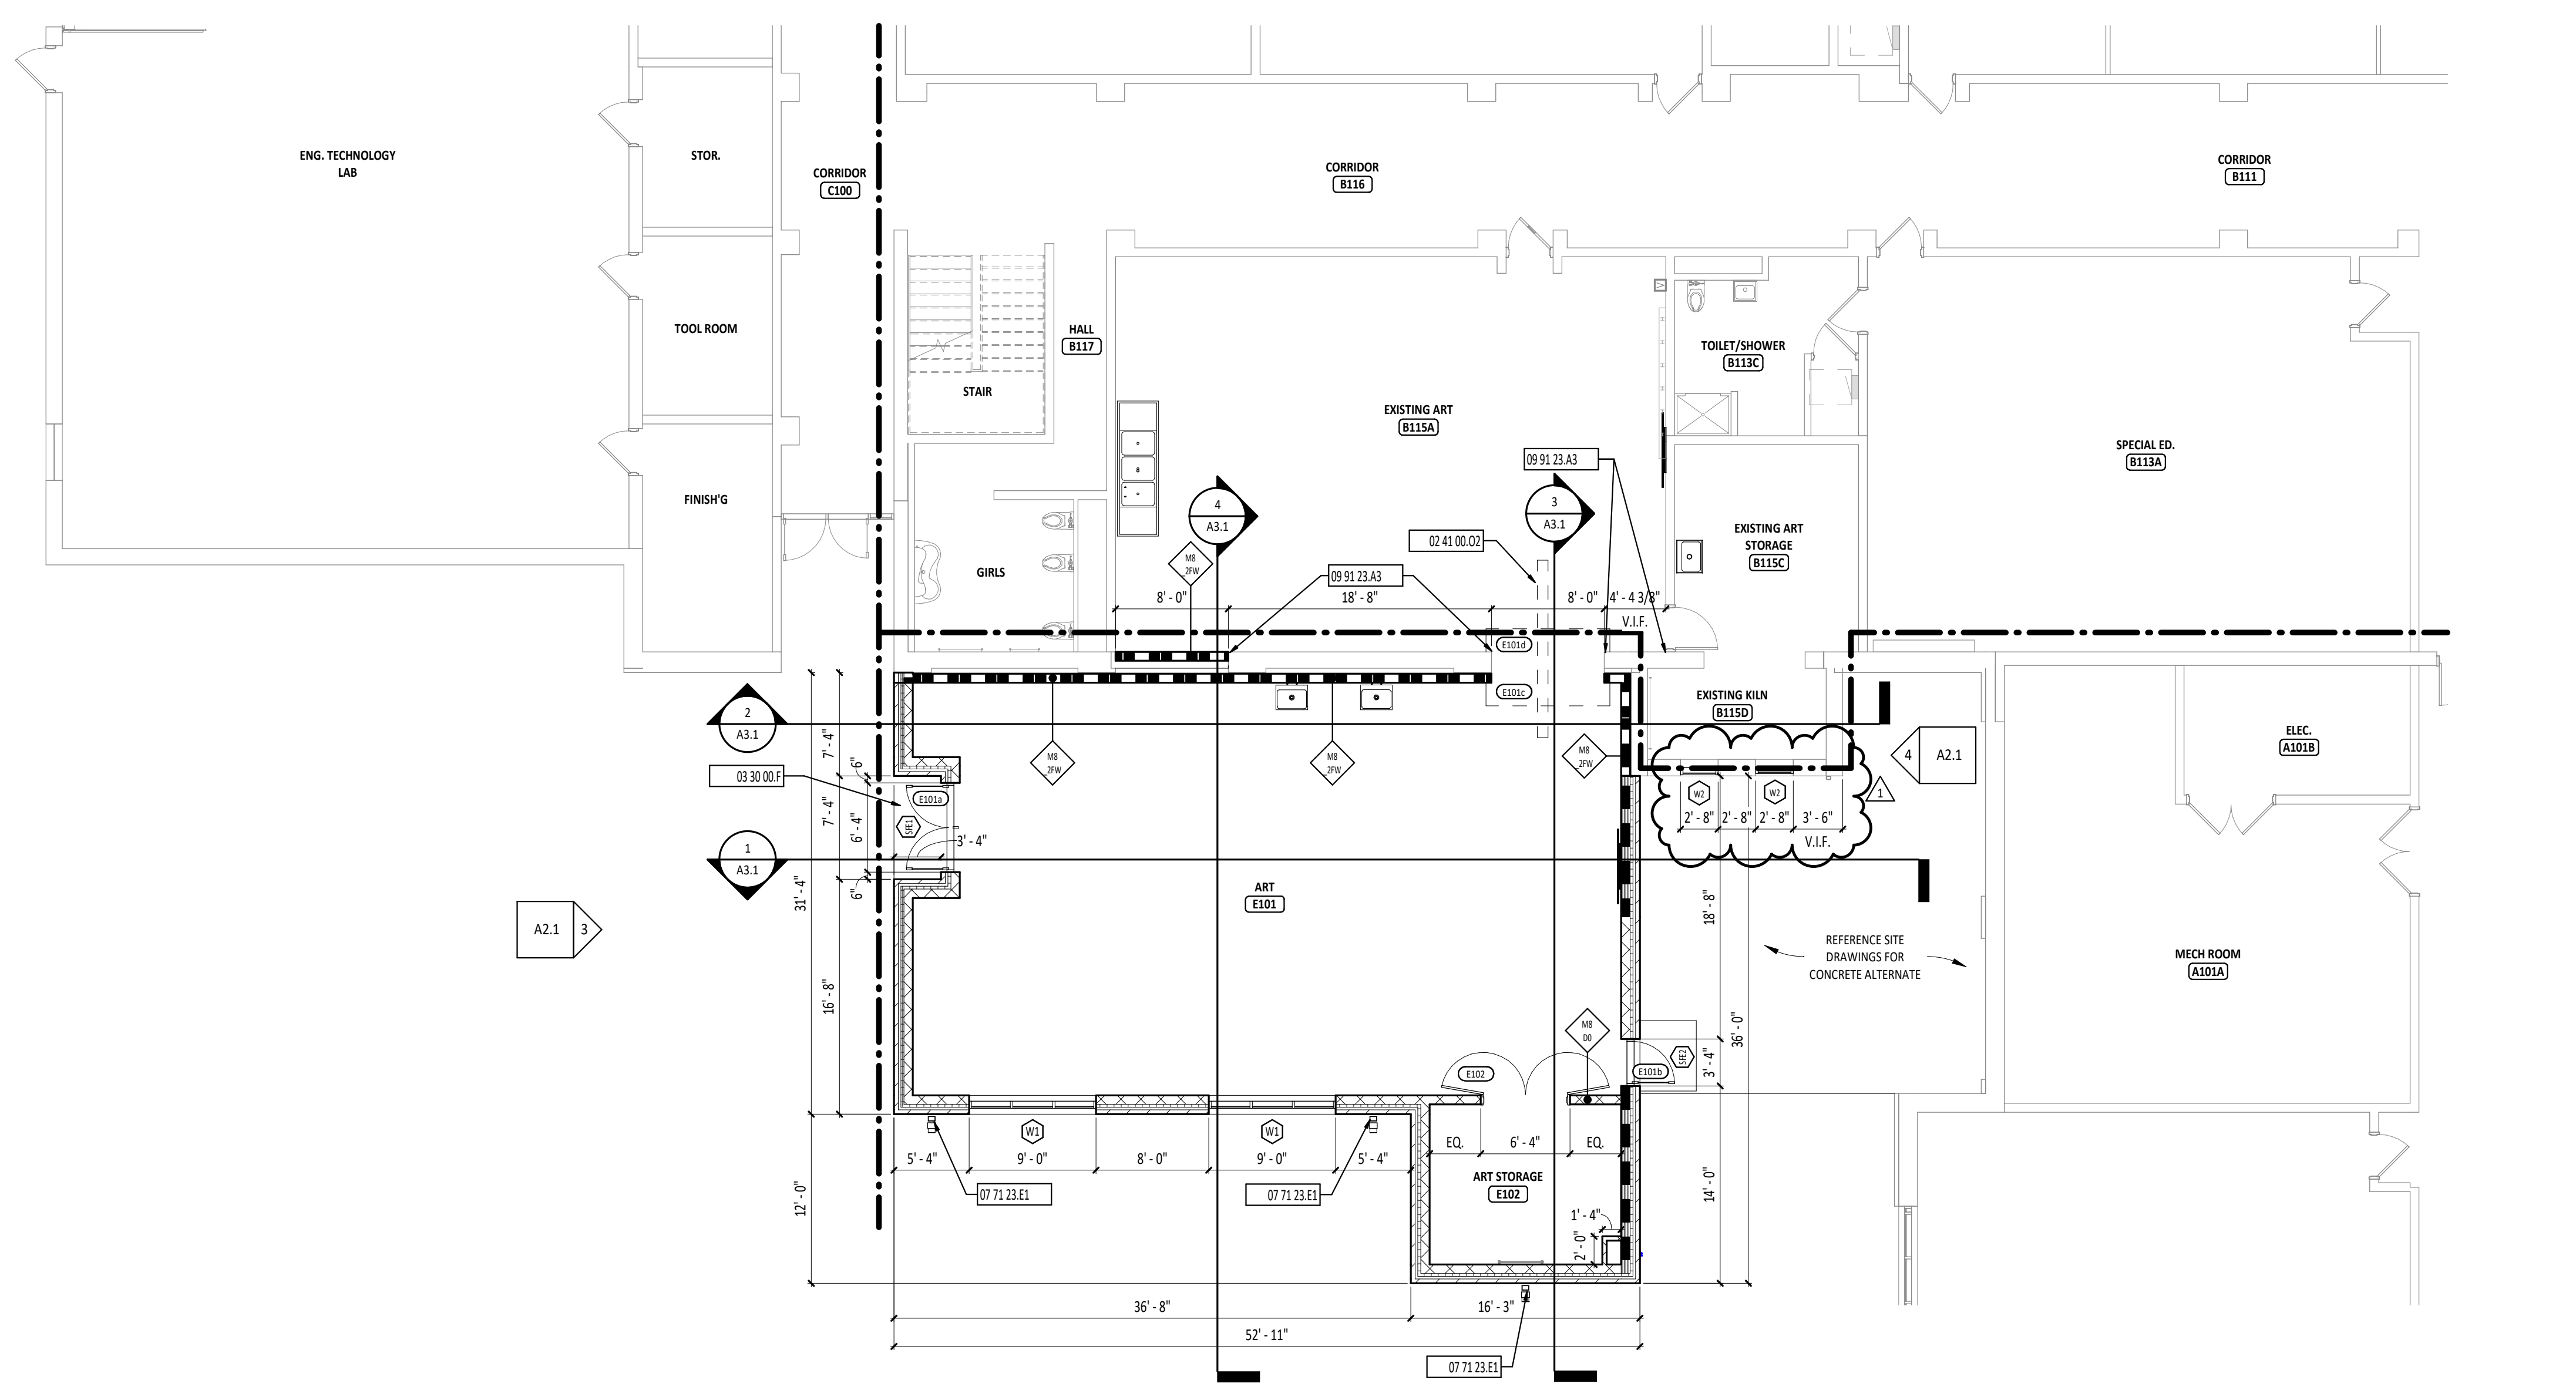 ENG. TECHNOLOGY
LAB
STOR.
CORRIDOR
C100
CORRIDOR
B116
CORRIDOR
B111
TOOL ROOM
HALL
B117
STAIR
TOILET/SHOWER
B113C
EXISTING ART
B115A
SPECIAL ED.
B113A
FINISH'G
09 91 23.A3
4
A3.1
3
A3.1
EXISTING ART
STORAGE
B115C
02 41 00.O2
M8
2FW
GIRLS
09 91 23.A3
8' - 0"
18' - 8"
8' - 0"
4' - 4 3/8"
V.I.F.
E101d
E101c
EXISTING KILN
B115D
2
A3.1
M8
2FW
M8
2FW
M8
2FW
4
A2.1
ELEC.
A101B
7' - 4"
6"
03 30 00.F
E101a
SFE1
7' - 4"
6' - 4"
3' - 4"
W2
W2
1
2' - 8"
2' - 8"
2' - 8"
3' - 6"
V.I.F.
1
A3.1
6"
31' - 4"
ART
E101
18' - 8"
A2.1
3
REFERENCE SITE
DRAWINGS FOR
CONCRETE ALTERNATE
MECH ROOM
A101A
16' - 8"
M8
D0
36' - 0"
E102
E101b
SFE2
3' - 4"
W1
W1
EQ.
6' - 4"
EQ.
5' - 4"
9' - 0"
8' - 0"
9' - 0"
5' - 4"
ART STORAGE
E102
07 71 23.E1
07 71 23.E1
12' - 0"
14' - 0"
1' - 4"
2' - 0"
36' - 8"
16' - 3"
52' - 11"
07 71 23.E1